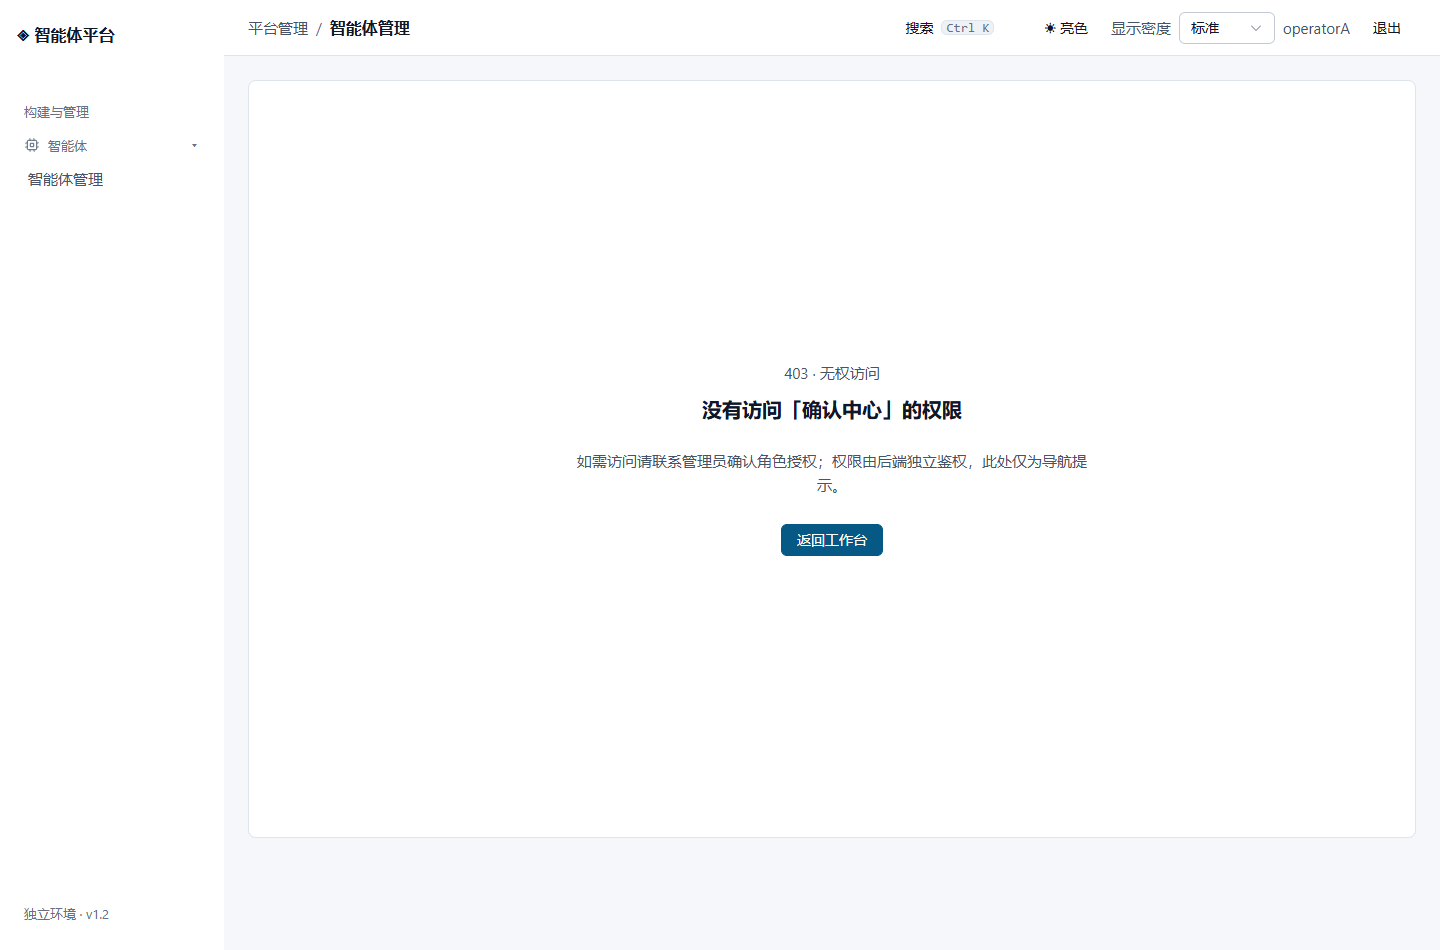 ◈ 智能体平台
构建与管理
智能体
智能体管理
独立环境 · v1.2
平台管理 / 智能体管理
搜索 Ctrl K
☀ 亮色
显示密度
标准
operatorA
退出
403 · 无权访问
没有访问「确认中心」的权限
如需访问请联系管理员确认角色授权；权限由后端独立鉴权，此处仅为导航提
示。
返回工作台